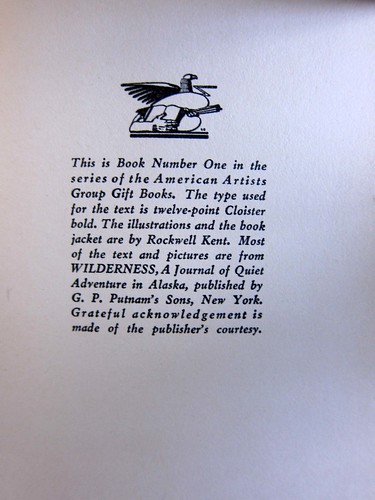 This is Book Number One in the
series of the American Artists
Group Gift Books. The type used
for the text is twelve-point Cloister
bold. The illustrations and the book
jacket are by Rockwell Kent. Most
of the text and pictures are from
WILDERNESS, A Journal of Quiet
Adventure in Alaska, published by
G. P. Putnam's Sons, New York.
Grateful acknowledgement is
made of the publisher's courtesy.